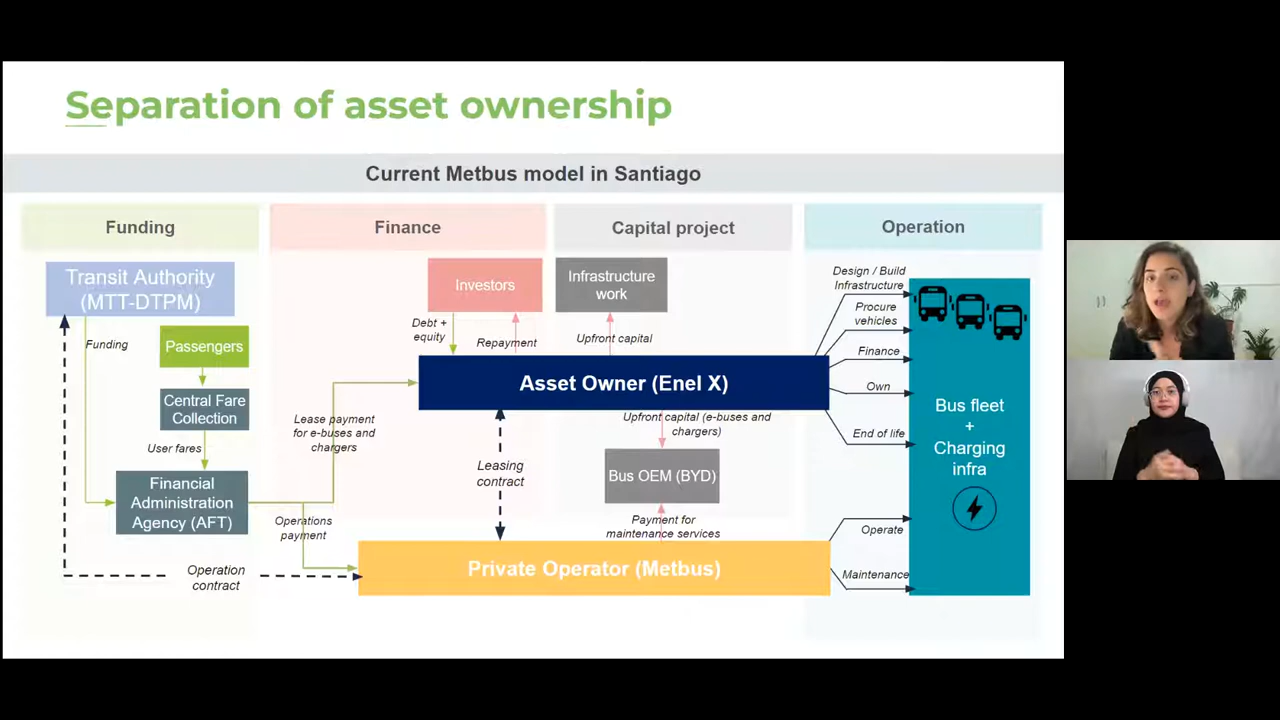 Separation of asset ownership
Current Metbus model in Santiago
Funding
Finance
Capital project
Operation
Transit Authority
(MTT-DTPM)
Funding
Passengers
Central Fare
Collection
User fares
Financial
Administration
Agency (AFT)
Operation
contract
Lease payment
for e-buses and
chargers
Operations
payment
Investors
Debt +
equity
Repayment
Infrastructure
work
Upfront capital
Asset Owner (Enel X)
Leasing
contract
Upfront capital (e-buses and
chargers)
Bus OEM (BYD)
Payment for
maintenance services
Private Operator (Metbus)
Design / Build
Infrastructure
Procure
vehicles
Finance
Own
End of life
Operate
Maintenance
Bus fleet
+
Charging
infra